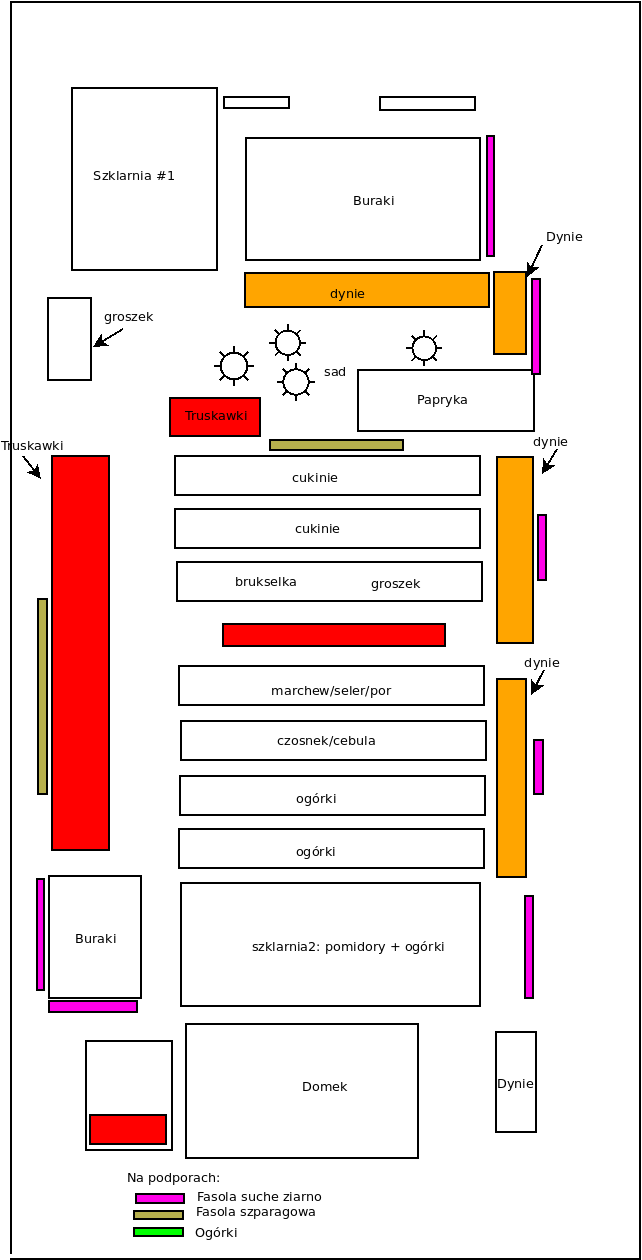 Szklarnia #1
Buraki
Dynie
dynie
groszek
sad
Papryka
Truskawki
Truskawki
dynie
cukinie
cukinie
brukselka groszek
dynie
marchew/seler/por
czosnek/cebula
ogórki
ogórki
Buraki
szklarnia2: pomidory + ogórki
Domek
Dynie
Na podporach:
Fasola suche ziarno
Fasola szparagowa
Ogórki